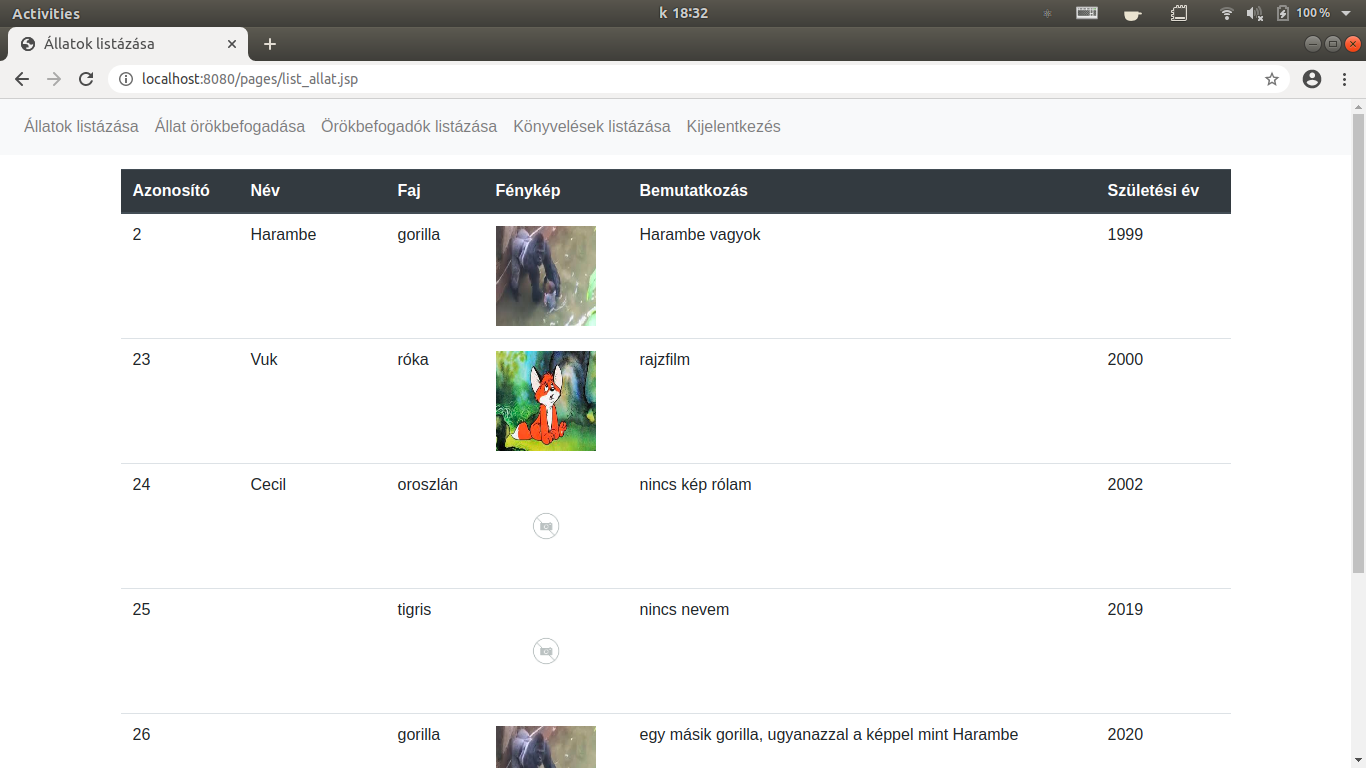 Activities
k 18:32
100 %
Állatok listázása
localhost:8080/pages/list_allat.jsp
Állatok listázása Állat örökbefogadása Örökbefogadók listázása Könyvelések listázása Kijelentkezés
Azonosító Név Faj Fénykép Bemutatkozás Születési év
2 Harambe gorilla Harambe vagyok 1999
23 Vuk róka rajzfilm 2000
24 Cecil oroszlán nincs kép rólam 2002
25 tigris nincs nevem 2019
26 gorilla egy másik gorilla, ugyanazzal a képpel mint Harambe 2020